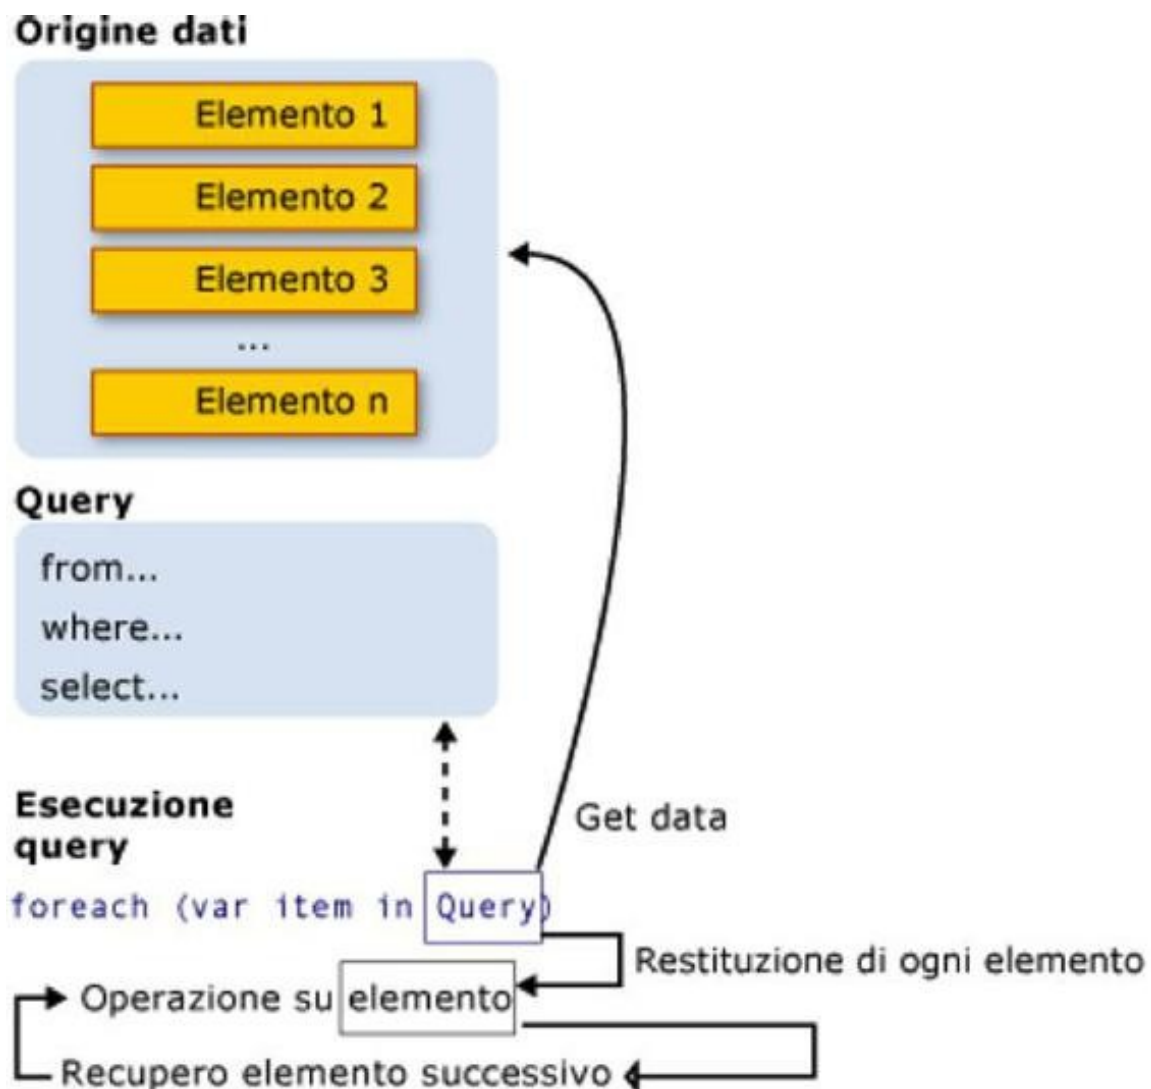 Origine dati
Elemento 1
Elemento 2
Elemento 3
...
Elemento n
Query
from...
where...
select...
Esecuzione
query
Get data
foreach (var item in Query)
Restituzione di ogni elemento
Operazione su elemento
Recupero elemento successivo